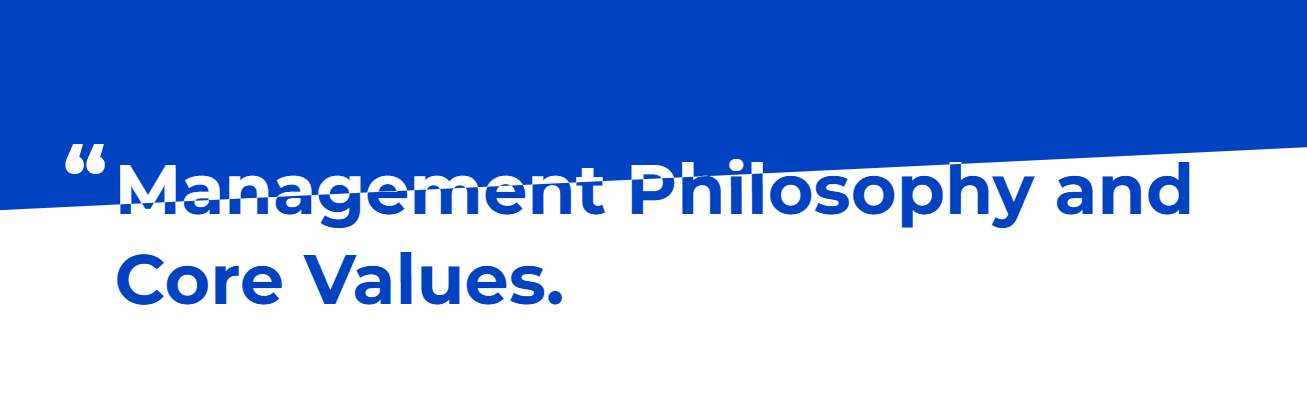 “Management Philosophy and
Core Values.